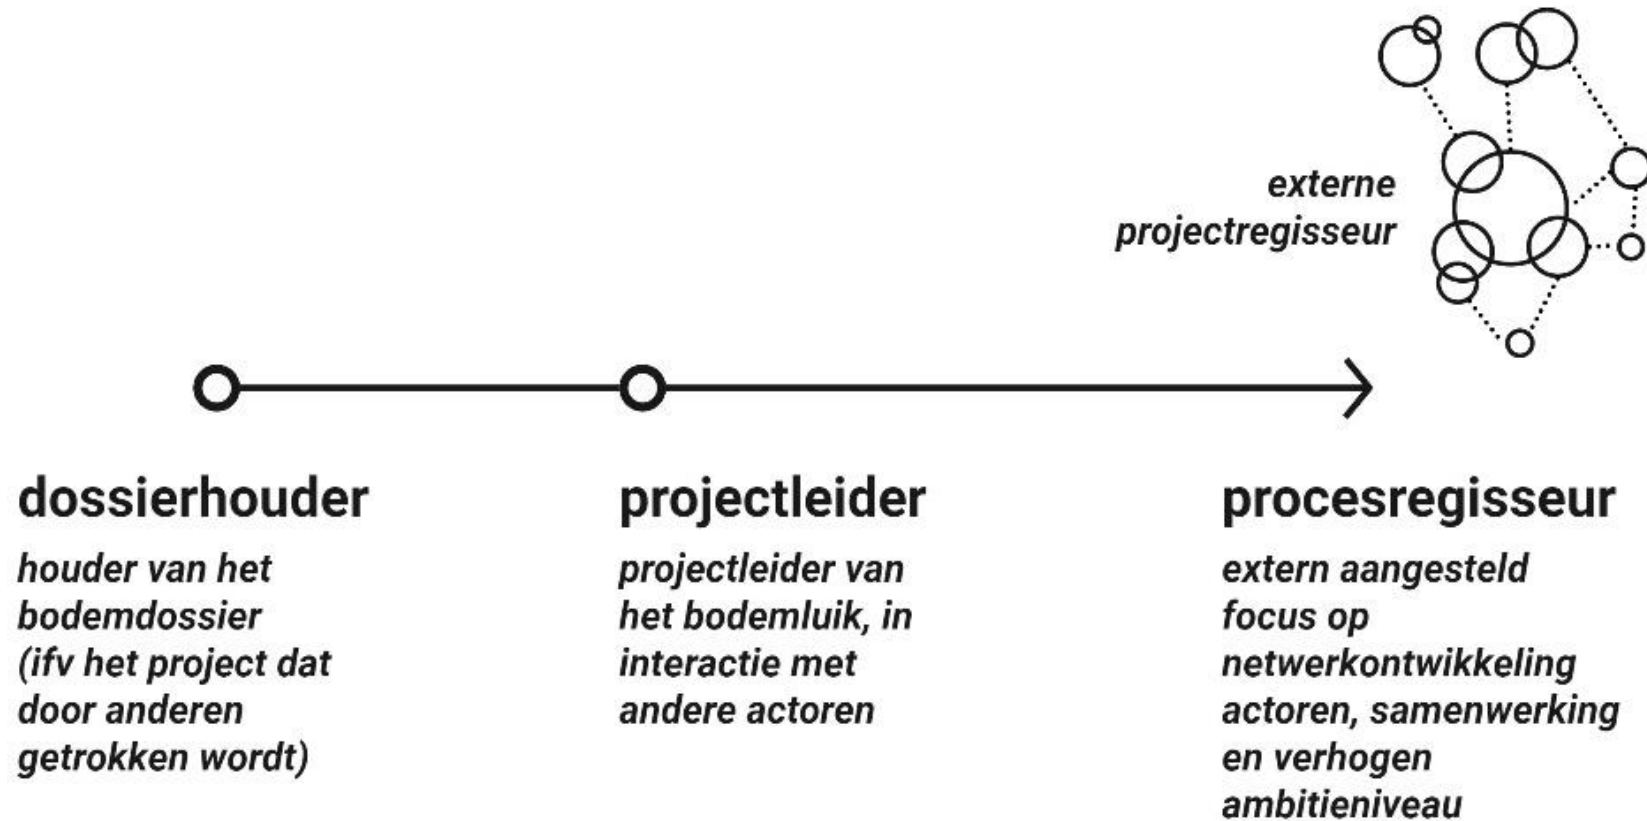 externe
projectregisseur
dossierhouder
houder van het
bodemdossier
(ifv het project dat
door anderen
getrokken wordt)
projectleider
projectleider van
het bodemluik, in
interactie met
andere actoren
procesregisseur
extern aangesteld
focus op
netwerkontwikkeling
actoren, samenwerking
en verhogen
ambitieniveau